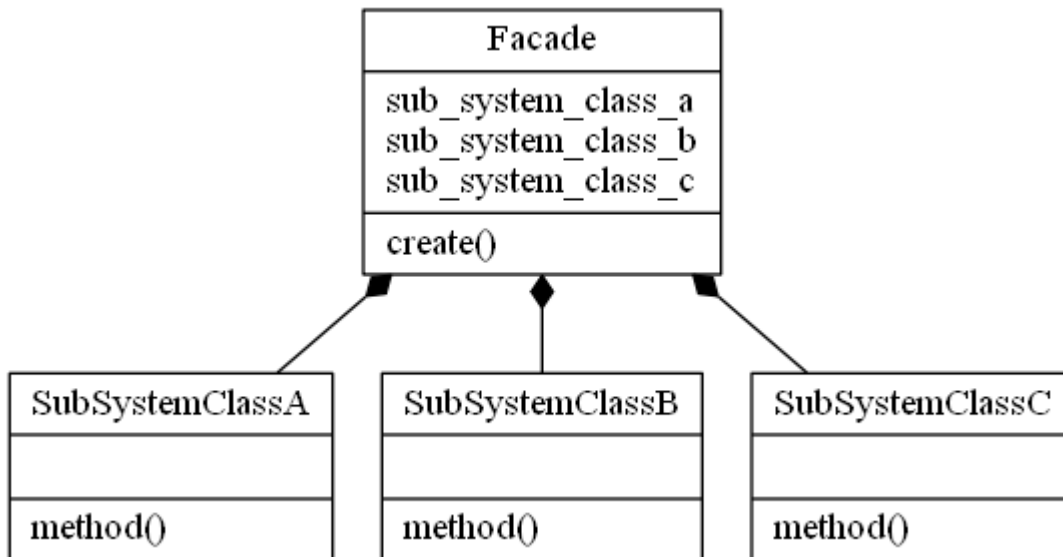 Facade
sub_system_class_a
sub_system_class_b
sub_system_class_c
create()
SubSystemClassA
method()
SubSystemClassB
method()
SubSystemClassC
method()